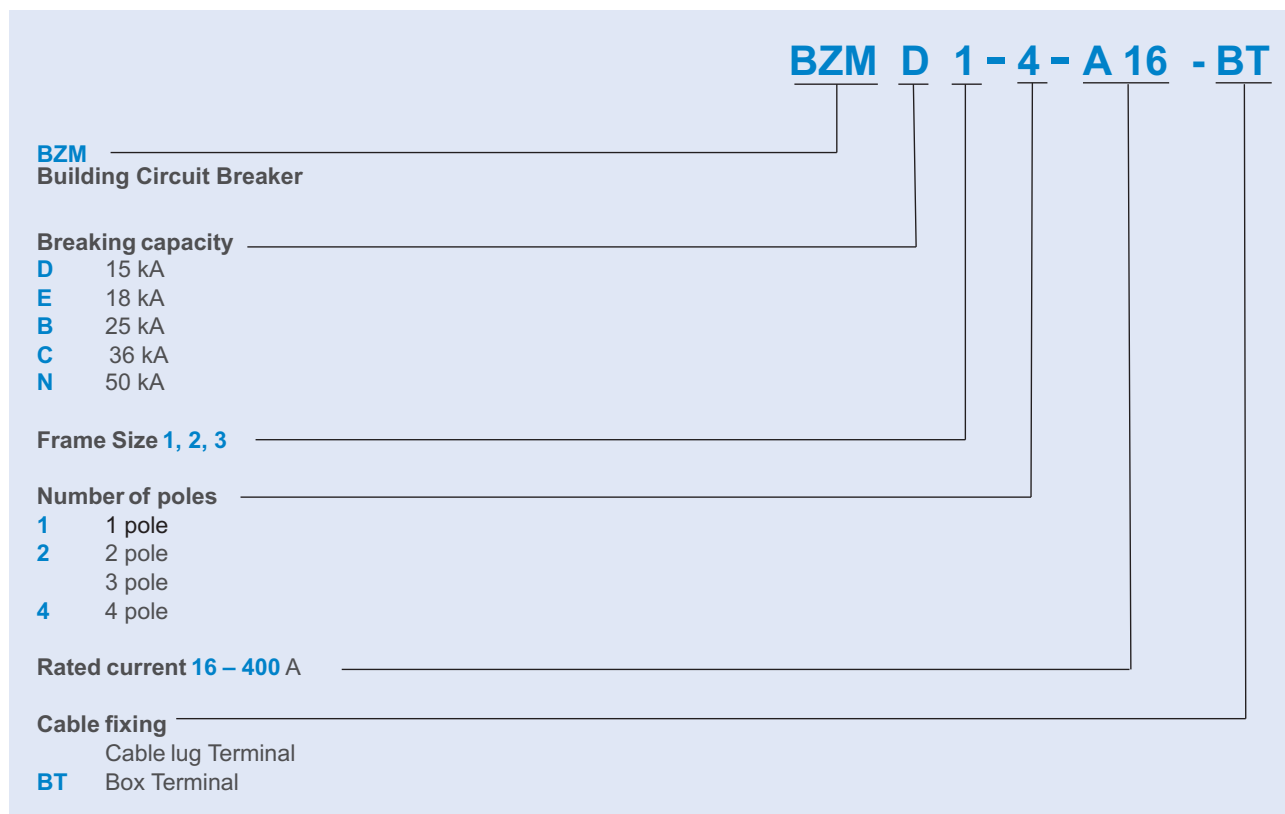 BZM D 1 - 4 - A 16 - BT
BZM
Building Circuit Breaker
Breaking capacity
D 15 kA
E 18 kA
B 25 kA
C 36 kA
N 50 kA
Frame Size 1, 2, 3
Number of poles
1 1 pole
2 2 pole
3 pole
4 4 pole
Rated current 16 – 400 A
Cable fixing
Cable lug Terminal
BT Box Terminal